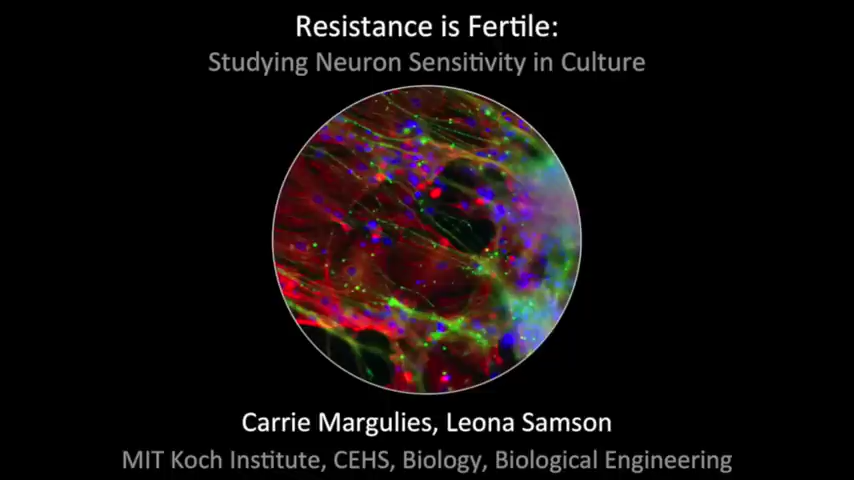 Resistance is Fertile:
Studying Neuron Sensitivity in Culture
Carrie Margulies, Leona Samson
MIT Koch Institute, CEHS, Biology, Biological Engineering